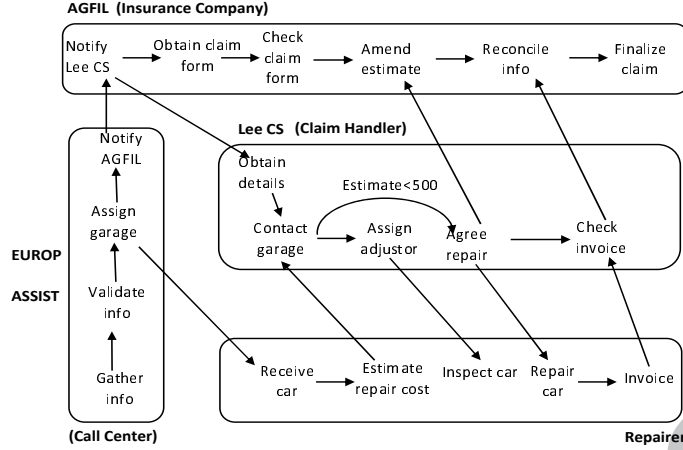 AGFIL (Insurance Company)
Notify
Lee CS
Obtain claim
form
Check
claim
form
Amend
estimate
Reconcile
info
Finalize
claim
Lee CS (Claim Handler)
Notify
AGFIL
Obtain
details
Estimate<500
Assign
garage
Contact
garage
Assign
adjustor
Agree
repair
Check
invoice
EUROP
ASSIST
Validate
info
Gather
info
Receive
car
Estimate
repair cost
Inspect car
Repair
car
Invoice
(Call Center)
Repairer